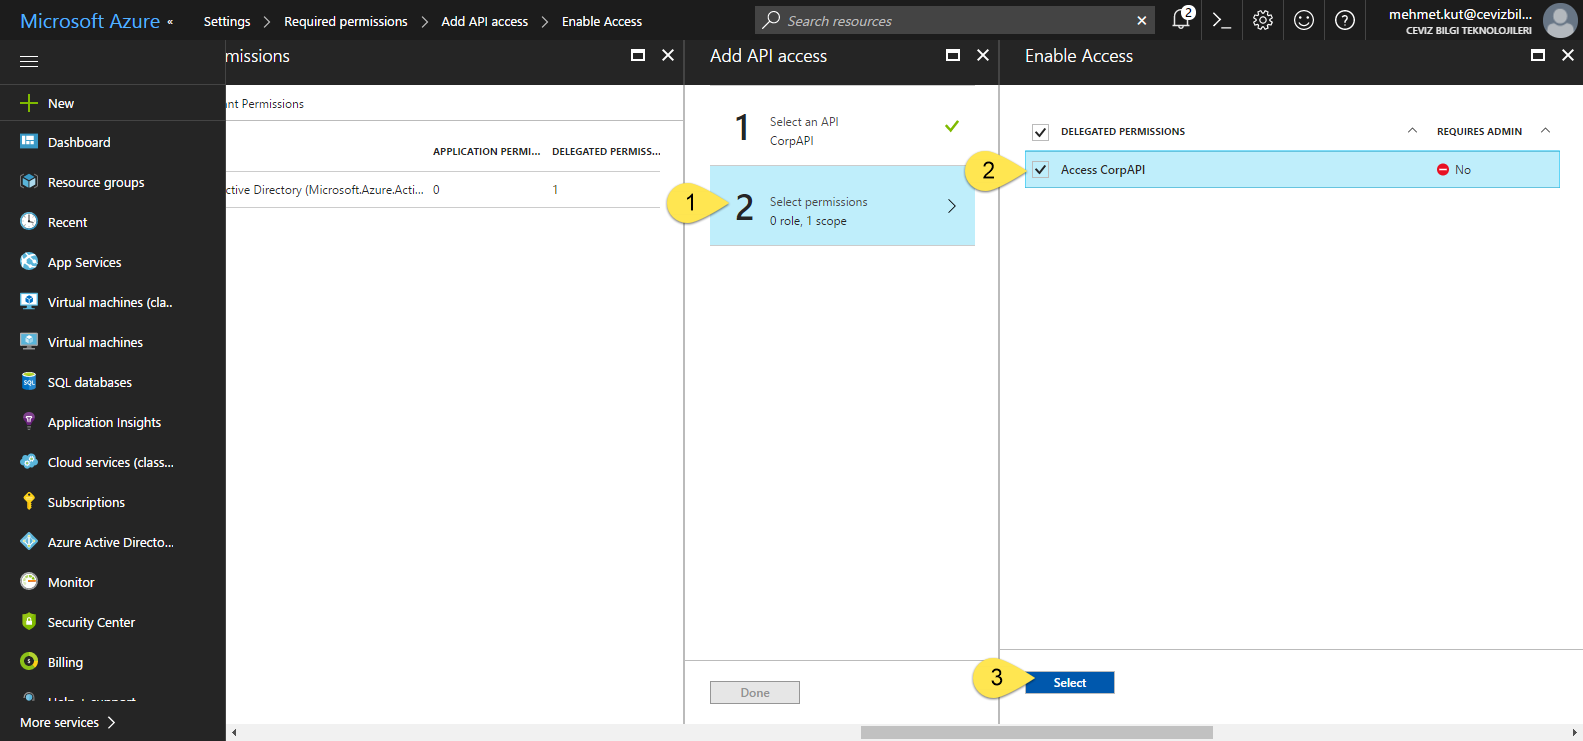 Microsoft Azure «
Settings > Required permissions > Add API access > Enable Access
Search resources
2
mehmet.kut@cevizbil...
CEVIZ BILGI TEKNOLOJILERI
New
Dashboard
Resource groups
Recent
App Services
Virtual machines (cla..
Virtual machines
SQL databases
Application Insights
Cloud services (class...
Subscriptions
Azure Active Directo...
Monitor
Security Center
Billing
Help + support
More services >
missions
nt Permissions
APPLICATION PERMI... DELEGATED PERMISS...
ctive Directory (Microsoft.Azure.Acti... 0 1
Add API access
1
Select an API
CorpAPI
1
2
Select permissions
0 role, 1 scope
Done
Enable Access
DELEGATED PERMISSIONS REQUIRES ADMIN
2
Access CorpAPI No
3
Select